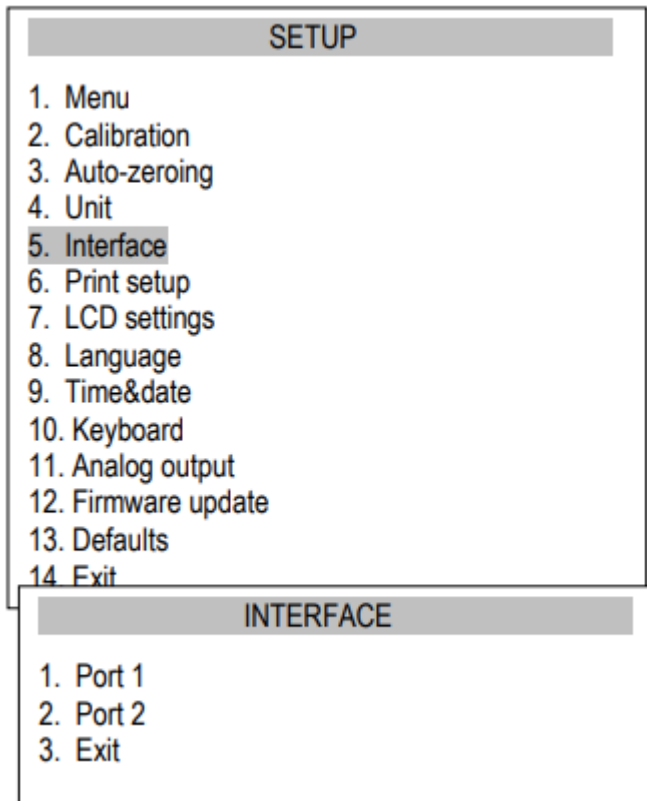 SETUP
1. Menu
2. Calibration
3. Auto-zeroing
4. Unit
5. Interface
6. Print setup
7. LCD settings
8. Language
9. Time&date
10. Keyboard
11. Analog output
12. Firmware update
13. Defaults
14. Exit
INTERFACE
1. Port 1
2. Port 2
3. Exit